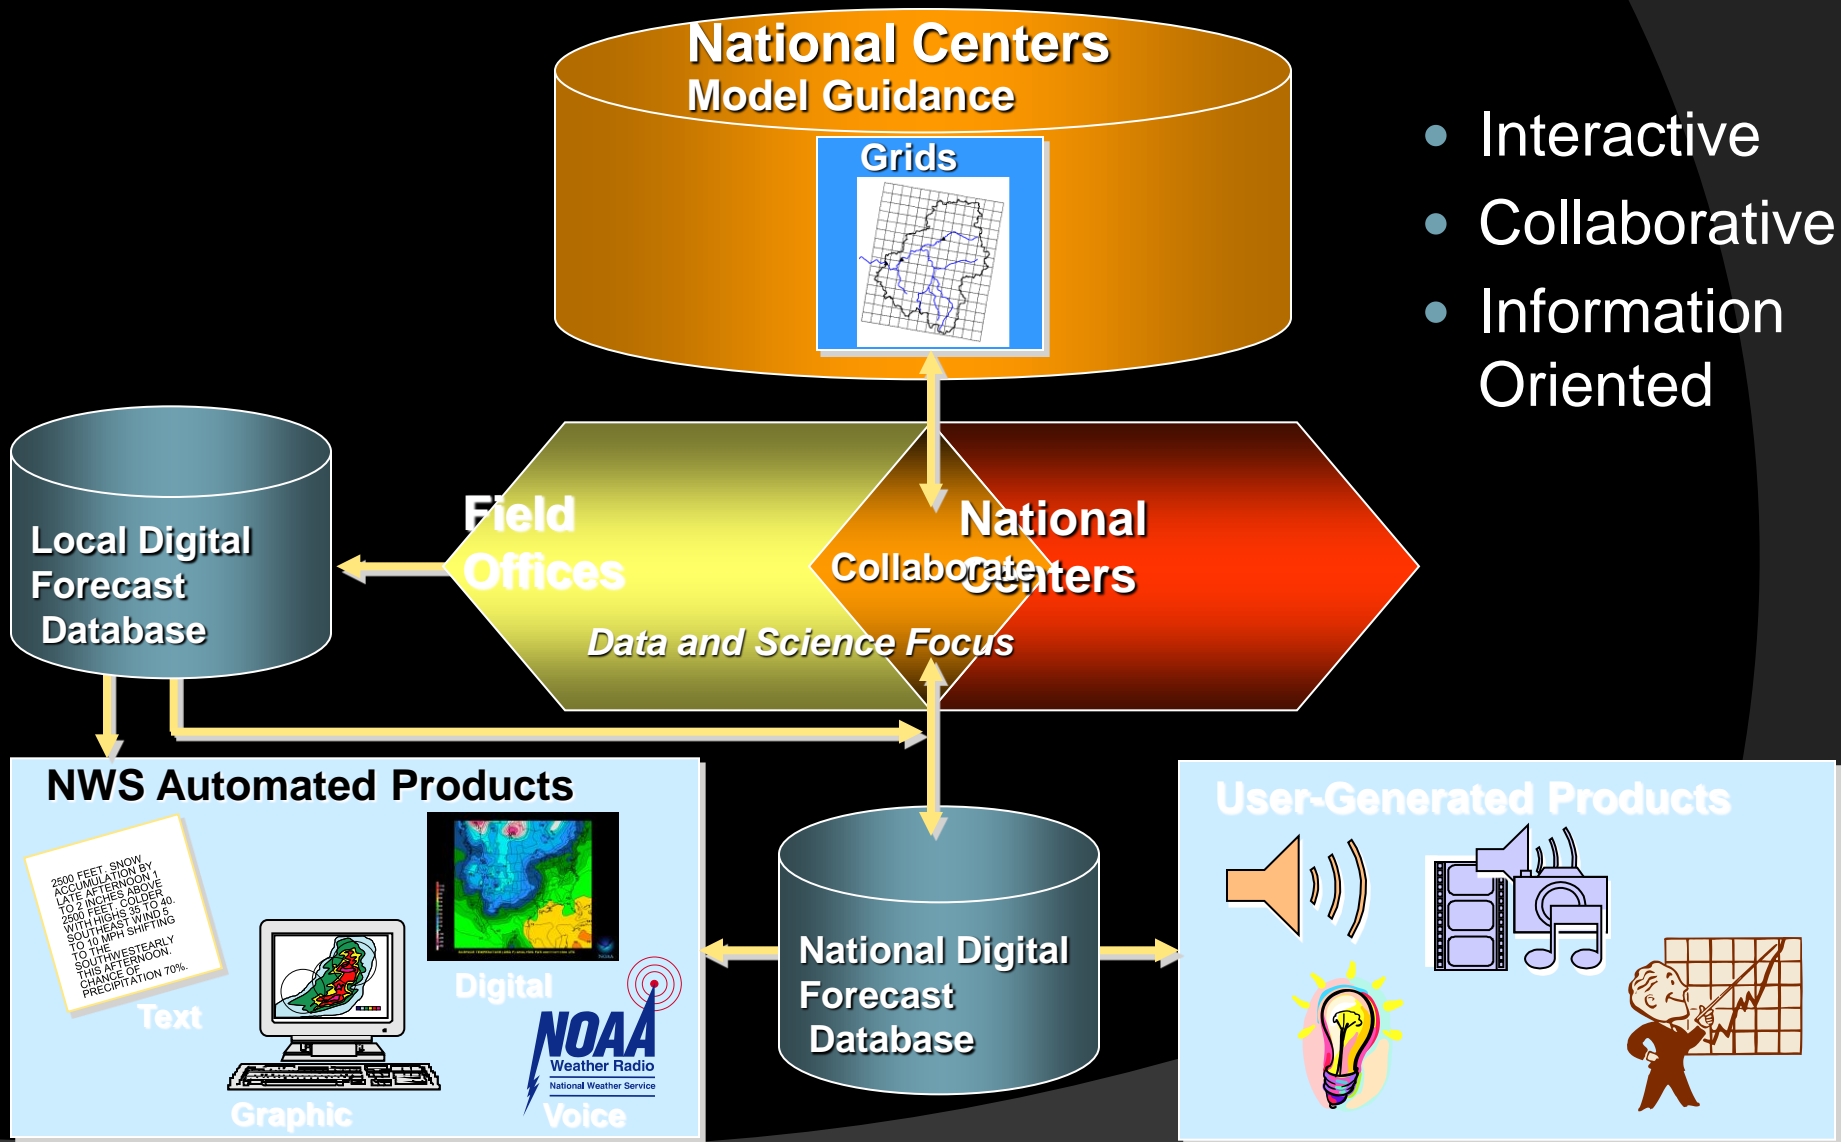 National Centers
Model Guidance
Grids
Interactive
Collaborative
Information
Oriented
Local Digital
Forecast
Database
Field
Offices
Collaborate
National
Centers
Data and Science Focus
NWS Automated Products
2500 FEET. SNOW
ACCUMULATION BY
LATE AFTERNOON 1
TO 2 INCHES ABOVE
2500 FEET. COLDER
WITH HIGHS 35 TO 40.
SOUTHEAST WIND 5
TO 10 MPH SHIFTING
TO THE
SOUTHWESTEARLY
THIS AFTERNOON.
CHANCE OF
PRECIPITATION 70%.
Text
Graphic
Digital
NOAA
Weather Radio
National Weather Service
Voice
National Digital
Forecast
Database
User-Generated Products